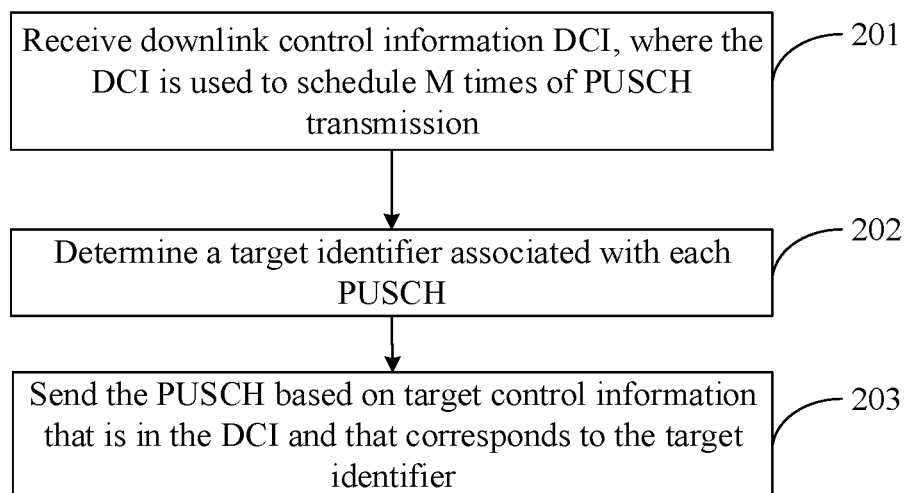 Receive downlink control information DCI, where the
DCI is used to schedule M times of PUSCH
transmission
201
Determine a target identifier associated with each
PUSCH
202
Send the PUSCH based on target control information
that is in the DCI and that corresponds to the target
identifier
203